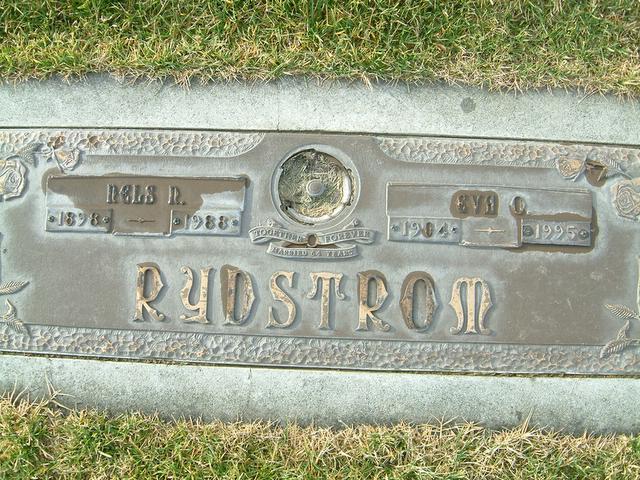 NELS N.
1898 - 1988
TOGETHER FOREVER
MARRIED 64 YEARS
EVA O.
1904 - 1995
RYDSTROM